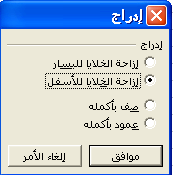 إدراج
إدراج
إزاحة الخلايا لليسار
إزاحة الخلايا للأسفل
صف بأكمله
عمود بأكمله
موافق
إلغاء الأمر